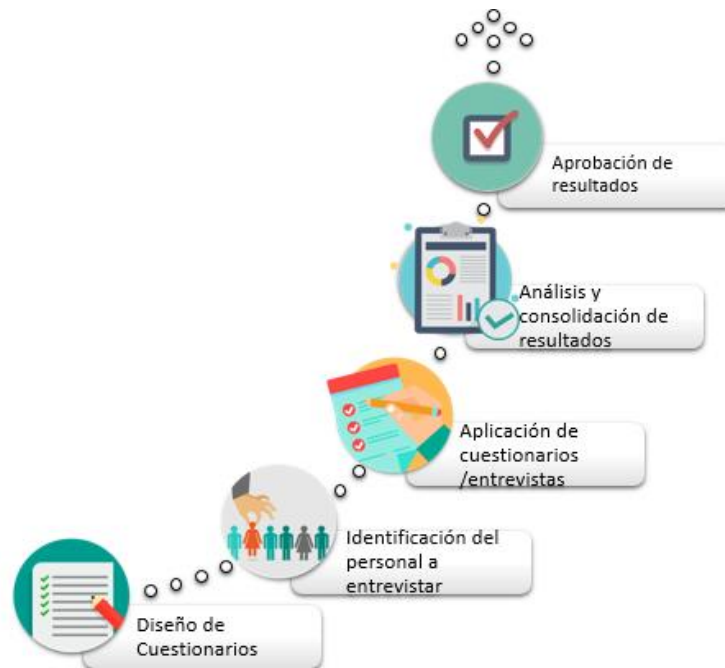 Aprobación de
resultados
Análisis y
consolidación de
resultados
Aplicación de
cuestionarios
/entrevistas
Identificación del
personal a
entrevistar
Diseño de
Cuestionarios